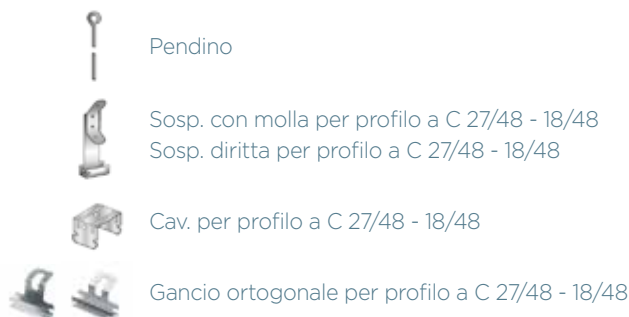 Pendino
Sosp. con molla per profilo a C 27/48 - 18/48
Sosp. diritta per profilo a C 27/48 - 18/48
Cav. per profilo a C 27/48 - 18/48
Gancio ortogonale per profilo a C 27/48 - 18/48